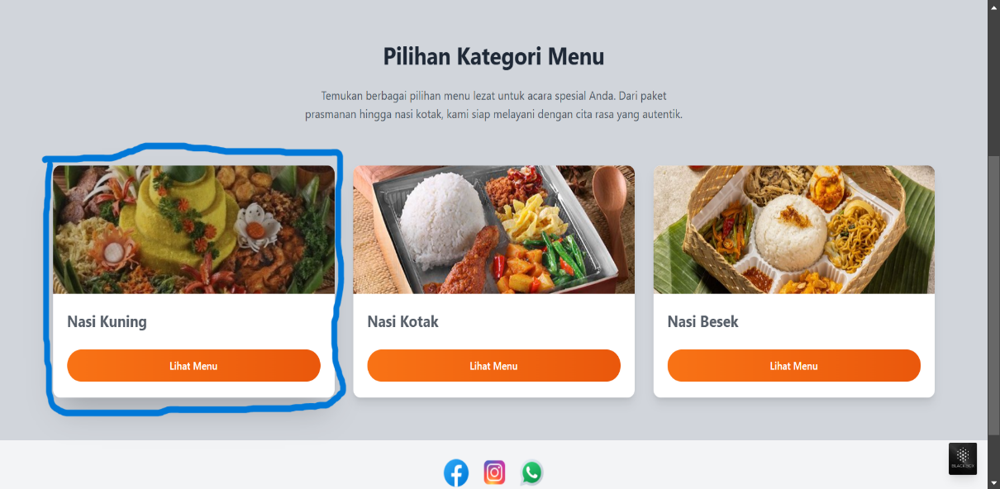 Pilihan Kategori Menu
Temukan berbagai pilihan menu lezat untuk acara spesial Anda. Dari paket
prasmanan hingga nasi kotak, kami siap melayani dengan cita rasa yang autentik.
Nasi Kuning
Lihat Menu
Nasi Kotak
Lihat Menu
Nasi Besek
Lihat Menu
BLACKBOX